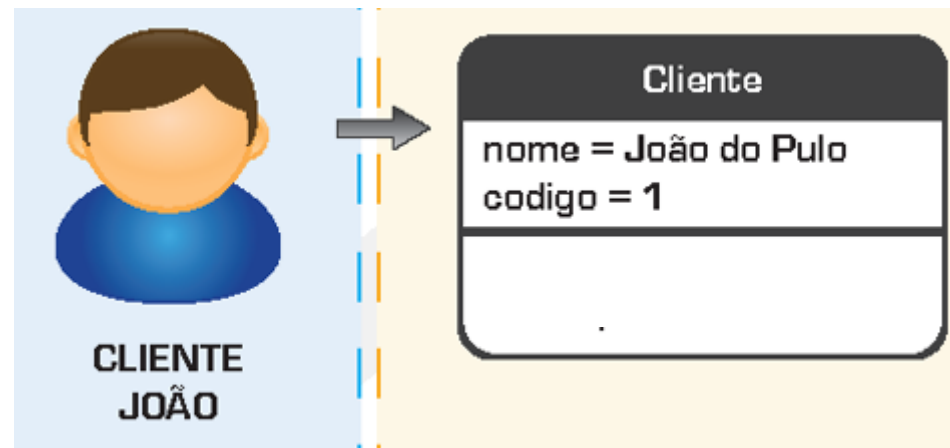 CLIENTE
JOÃO
Cliente
nome = João do Pulo
codigo = 1
.